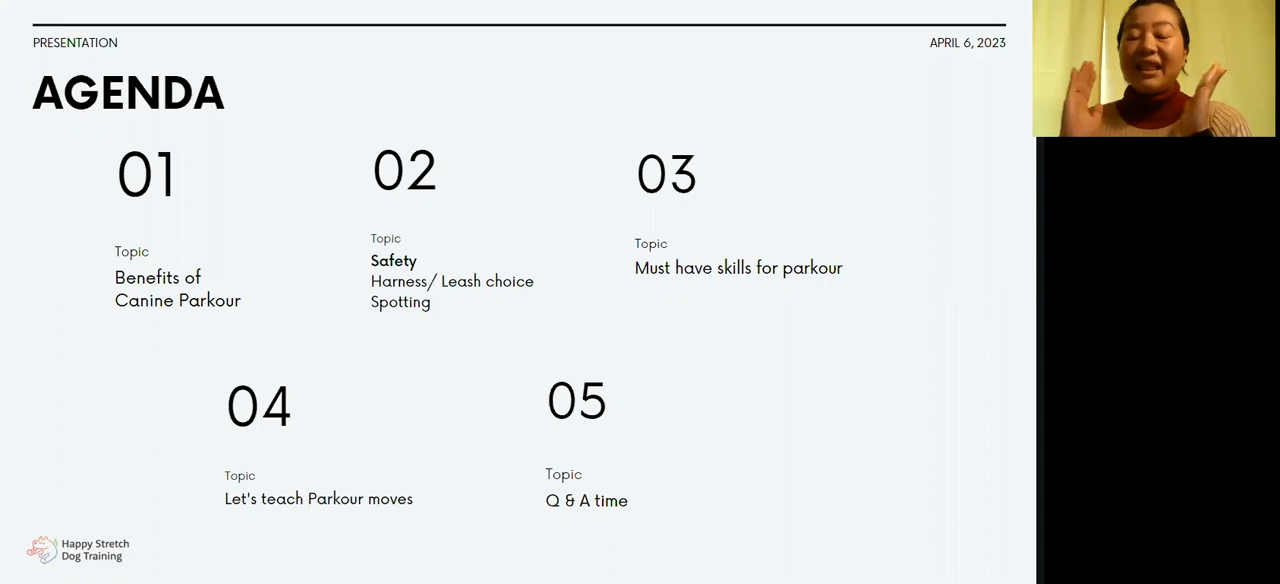 PRESENTATION
APRIL 6, 2023
AGENDA
01
Topic
Benefits of
Canine Parkour
02
Topic
Safety
Harness/ Leash choice
Spotting
03
Topic
Must have skills for parkour
04
Topic
Let's teach Parkour moves
05
Topic
Q & A time
Happy Stretch
Dog Training